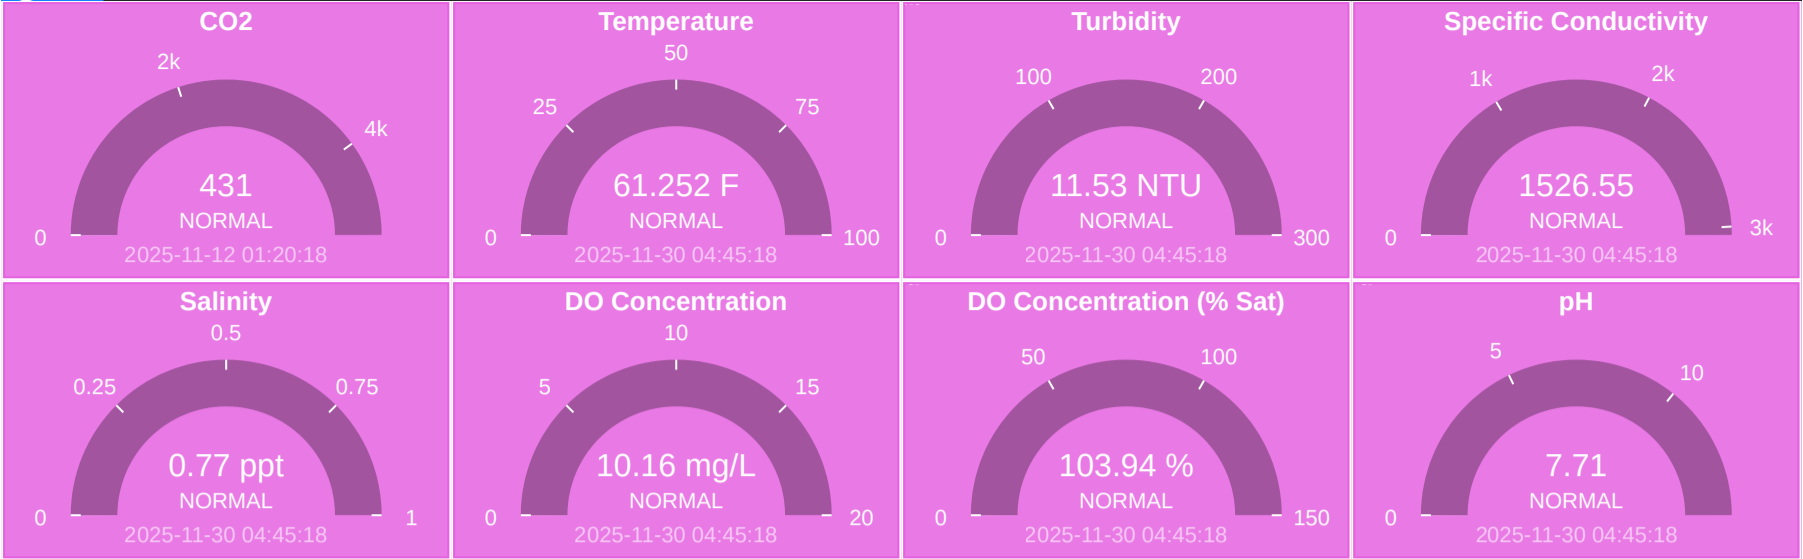 CO2
2k
4k
431
NORMAL
0
2025-11-12 01:20:18
Temperature
50
25
75
61.252 F
NORMAL
0
100
2025-11-30 04:45:18
Turbidity
100
200
11.53 NTU
NORMAL
0
300
2025-11-30 04:45:18
Specific Conductivity
1k
2k
1526.55
NORMAL
0
3k
2025-11-30 04:45:18
Salinity
0.5
0.25
0.75
0.77 ppt
NORMAL
0
1
2025-11-30 04:45:18
DO Concentration
10
5
15
10.16 mg/L
NORMAL
0
20
2025-11-30 04:45:18
DO Concentration (% Sat)
50
100
103.94 %
NORMAL
0
150
2025-11-30 04:45:18
pH
5
10
7.71
NORMAL
0
2025-11-30 04:45:18